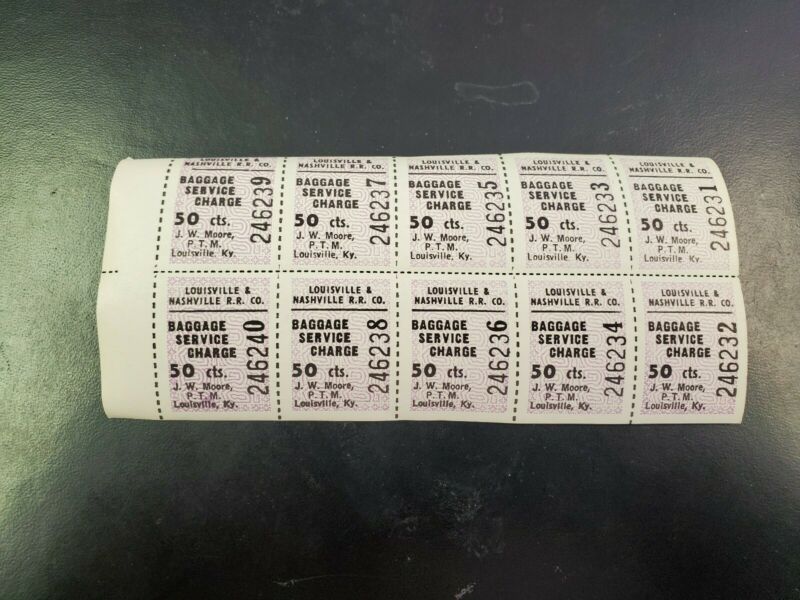 LOUISVILLE &
NASHVILLE R.R. CO.
BAGGAGE
SERVICE
CHARGE
50 cts.
J. W. Moore,
P. T. M.
Louisville, Ky.
246239
LOUISVILLE &
NASHVILLE R.R. CO.
BAGGAGE
SERVICE
CHARGE
50 cts.
J. W. Moore,
P. T. M.
Louisville, Ky.
246237
LOUISVILLE &
NASHVILLE R.R. CO.
BAGGAGE
SERVICE
CHARGE
50 cts.
J. W. Moore,
P. T. M.
Louisville, Ky.
246235
LOUISVILLE &
NASHVILLE R.R. CO.
BAGGAGE
SERVICE
CHARGE
50 cts.
J. W. Moore,
P. T. M.
Louisville, Ky.
246233
LOUISVILLE &
NASHVILLE R.R. CO.
BAGGAGE
SERVICE
CHARGE
50 cts.
J. W. Moore,
P. T. M.
Louisville, Ky.
246231
LOUISVILLE &
NASHVILLE R.R. CO.
BAGGAGE
SERVICE
CHARGE
50 cts.
J. W. Moore,
P. T. M.
Louisville, Ky.
246240
LOUISVILLE &
NASHVILLE R.R. CO.
BAGGAGE
SERVICE
CHARGE
50 cts.
J. W. Moore,
P. T. M.
Louisville, Ky.
246238
LOUISVILLE &
NASHVILLE R.R. CO.
BAGGAGE
SERVICE
CHARGE
50 cts.
J. W. Moore,
P. T. M.
Louisville, Ky.
246236
LOUISVILLE &
NASHVILLE R.R. CO.
BAGGAGE
SERVICE
CHARGE
50 cts.
J. W. Moore,
P. T. M.
Louisville, Ky.
246234
LOUISVILLE &
NASHVILLE R.R. CO.
BAGGAGE
SERVICE
CHARGE
50 cts.
J. W. Moore,
P. T. M.
Louisville, Ky.
246232